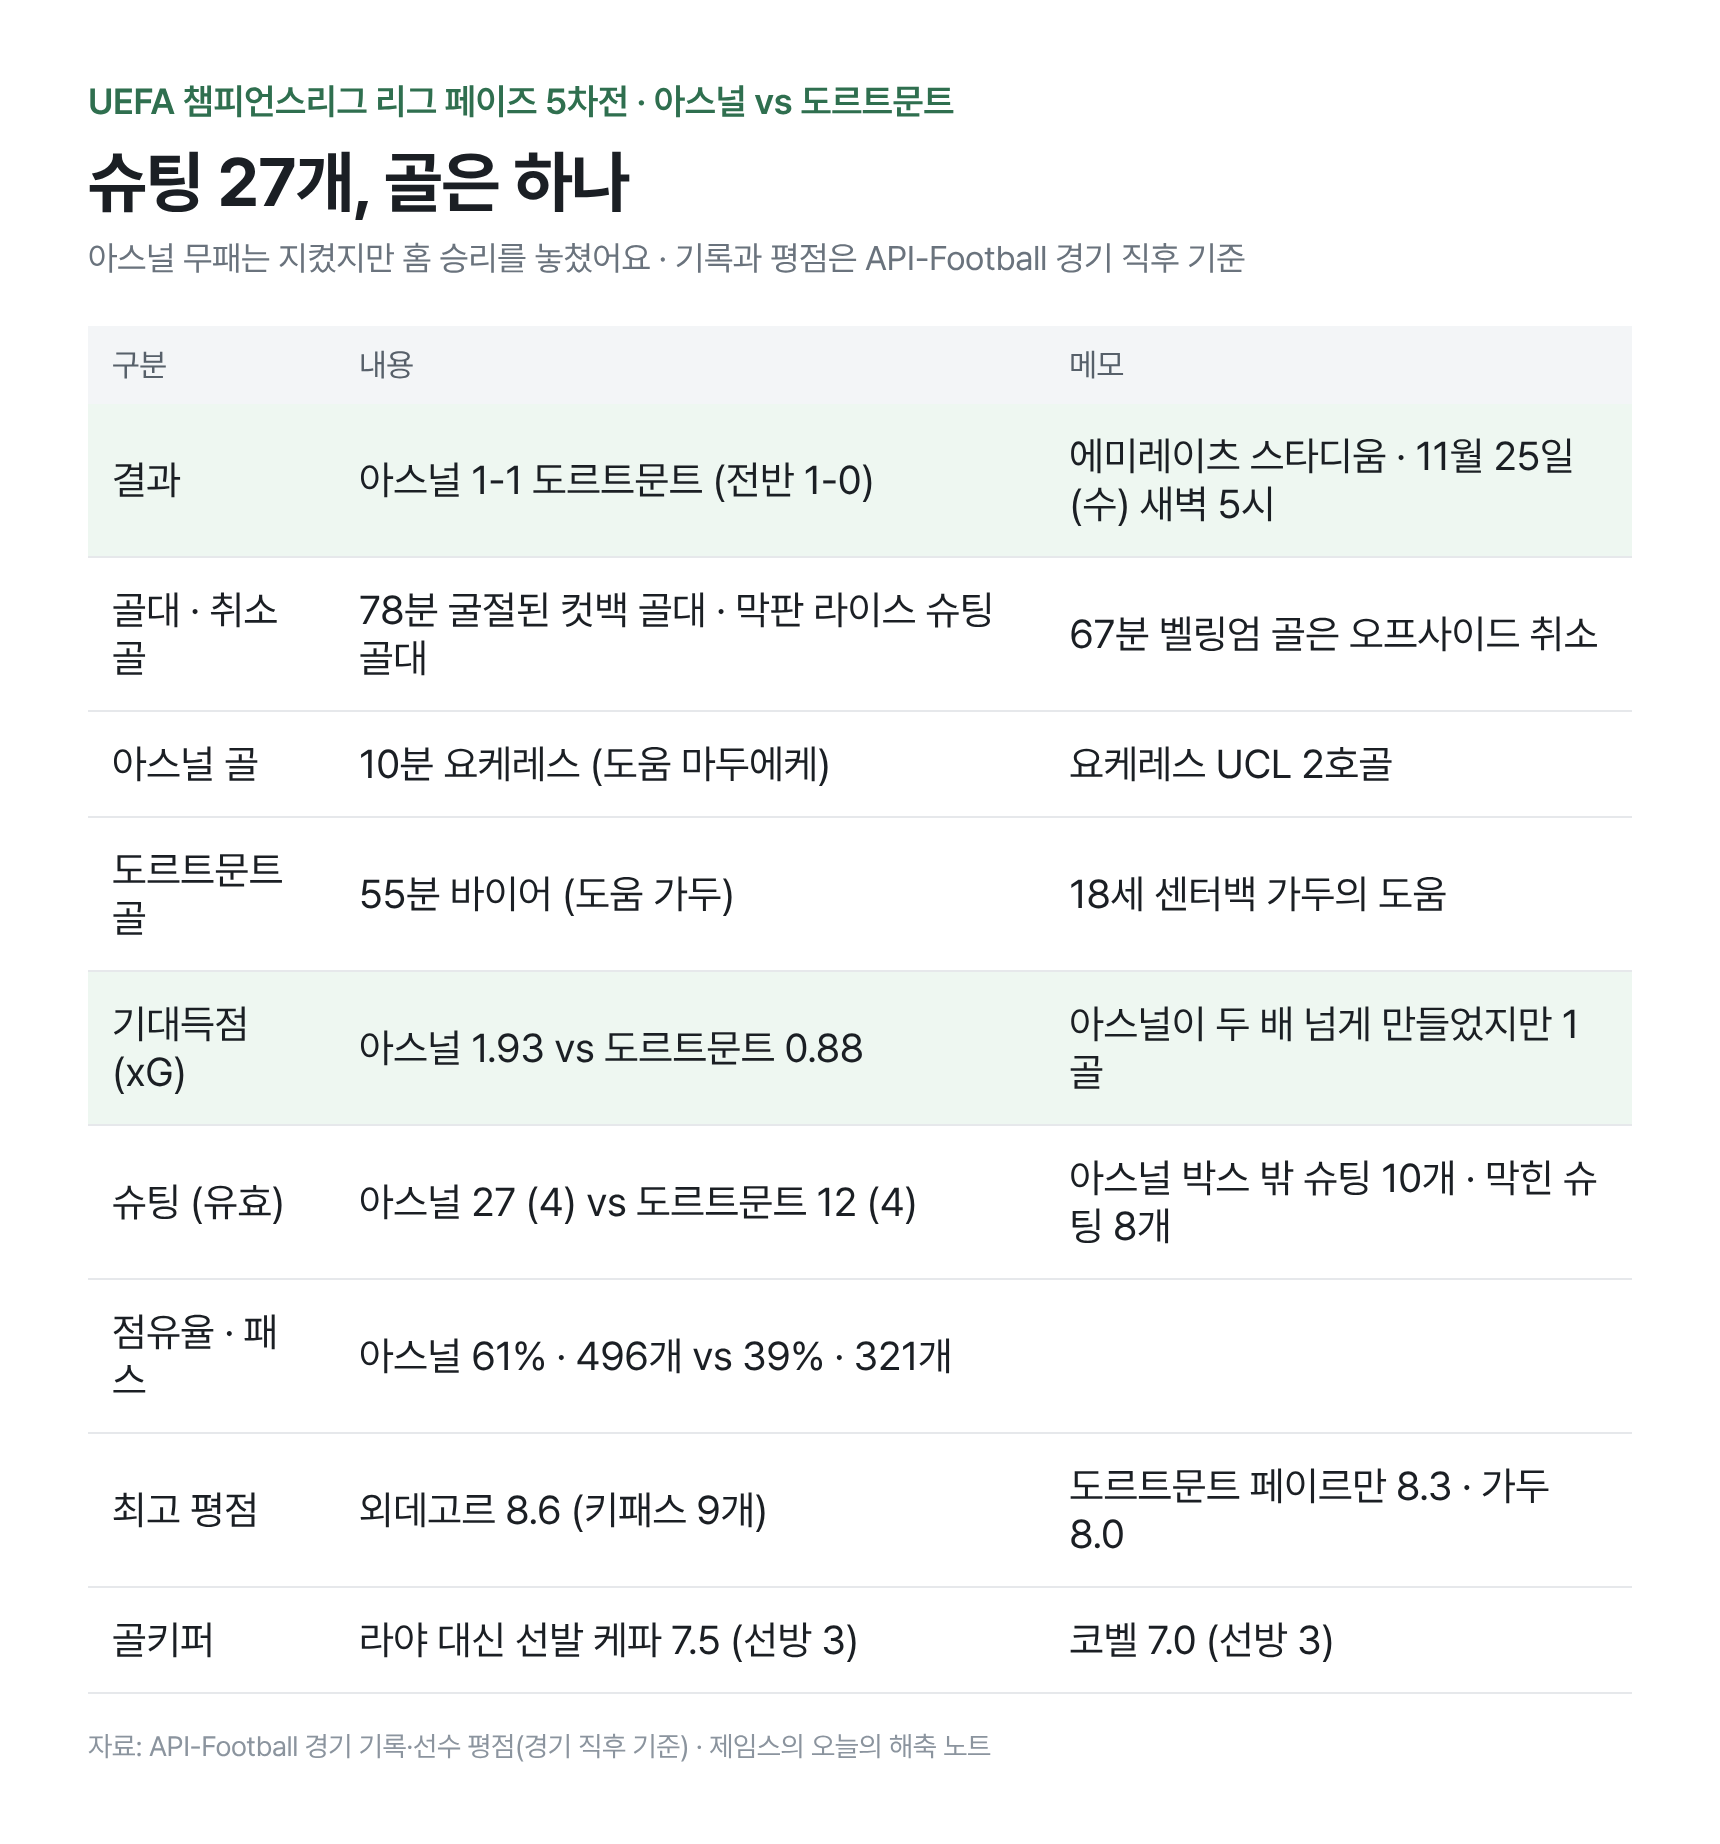 UEFA 챔피언스리그 리그 페이즈 5차전 · 아스널 vs 도르트문트
슈팅 27개, 골은 하나
아스널 무패는 지켰지만 홈 승리를 놓쳤어요 · 기록과 평점은 API-Football 경기 직후 기준
구분 내용 메모
결과
아스널 1-1 도르트문트 (전반 1-0)
에미레이츠 스타디움 · 11월 25일
(수) 새벽 5시
골대 · 취소
골
78분 굴절된 컷백 골대 · 막판 라이스 슈팅
골대
67분 벨링엄 골은 오프사이드 취소
아스널 골
10분 요케레스 (도움 마두에케)
요케레스 UCL 2호골
도르트문트
골
55분 바이어 (도움 가두)
18세 센터백 가두의 도움
기대득점
(xG)
아스널 1.93 vs 도르트문트 0.88
아스널이 두 배 넘게 만들었지만 1
골
슈팅 (유효)
아스널 27 (4) vs 도르트문트 12 (4)
아스널 박스 밖 슈팅 10개 · 막힌 슈
팅 8개
점유율 · 패
스
아스널 61% · 496개 vs 39% · 321개
최고 평점
외데고르 8.6 (키패스 9개)
도르트문트 페이르만 8.3 · 가두
8.0
골키퍼
라야 대신 선발 케파 7.5 (선방 3)
코벨 7.0 (선방 3)
자료: API-Football 경기 기록·선수 평점(경기 직후 기준) · 제임스의 오늘의 해축 노트